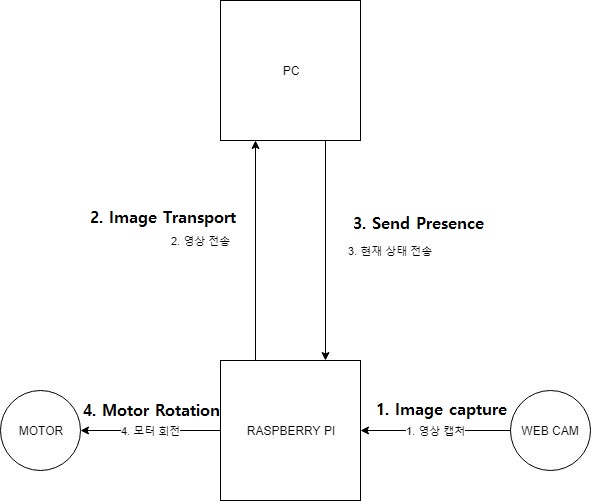 PC
2. Image Transport
2. 영상 전송
3. Send Presence
3. 현재 상태 전송
MOTOR
4. Motor Rotation
4. 모터 회전
RASPBERRY PI
1. Image capture
1. 영상 캡처
WEB CAM